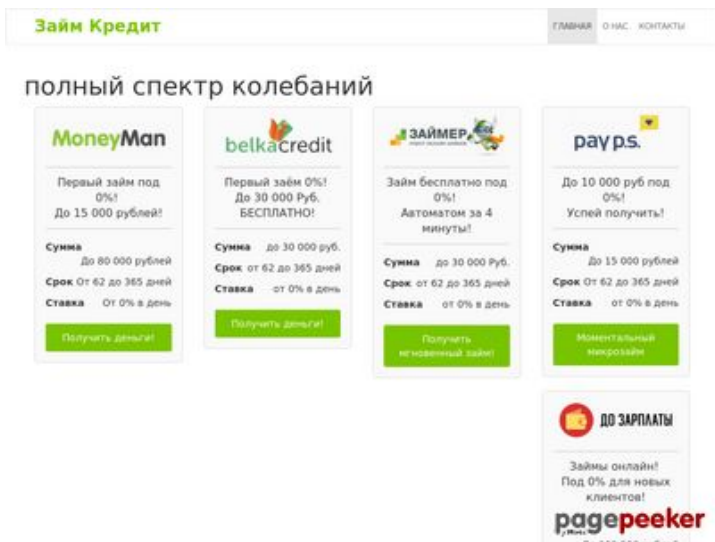 Займ Кредит
ГЛАВНАЯ О НАС КОНТАКТЫ
полный спектр колебаний
MoneyMan
Первый займ под
0%!
До 15 000 рублей!
Сумма
До 80 000 рублей
Срок От 62 до 365 дней
Ставка От 0% в день
Получить деньги!
belkacredit
Первый заём 0%!
До 30 000 Руб.
БЕСПЛАТНО!
Сумма до 30 000 руб.
Срок от 62 до 365 дней
Ставка от 0% в день
Получить деньги!
ЗАЙМЕР
Займ бесплатно под
0%!
Автоматом за 4
минуты!
Сумма до 30 000 Руб.
Срок от 62 до 365 дней
Ставка от 0% в день
Получить
мгновенный займ!
pay p.s.
До 10 000 руб под
0%!
Успей получить!
Сумма
До 15 000 рублей
Срок От 62 до 365 дней
Ставка от 0% в день
Моментальный
микрозайм
ДО ЗАРПЛАТЫ
Займы онлайн!
Под 0% для новых
клиентов!
pagepeeker